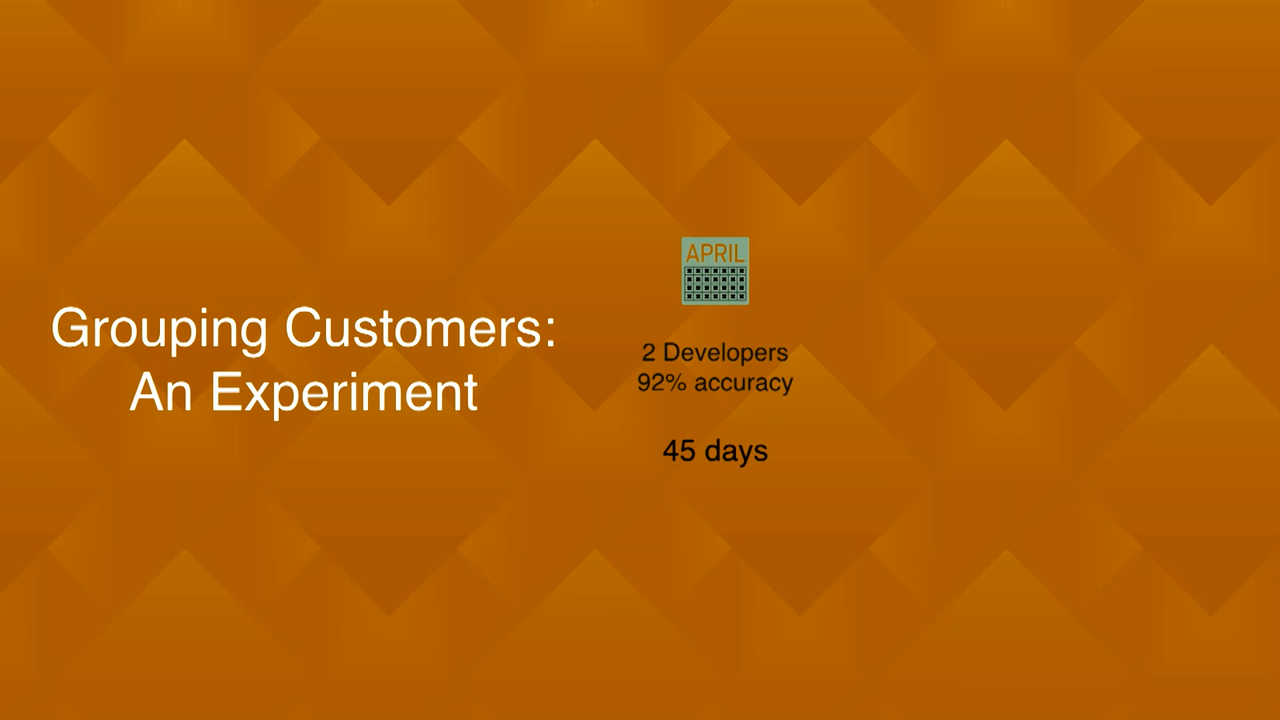 Grouping Customers:
An Experiment
APRIL
2 Developers
92% accuracy
45 days